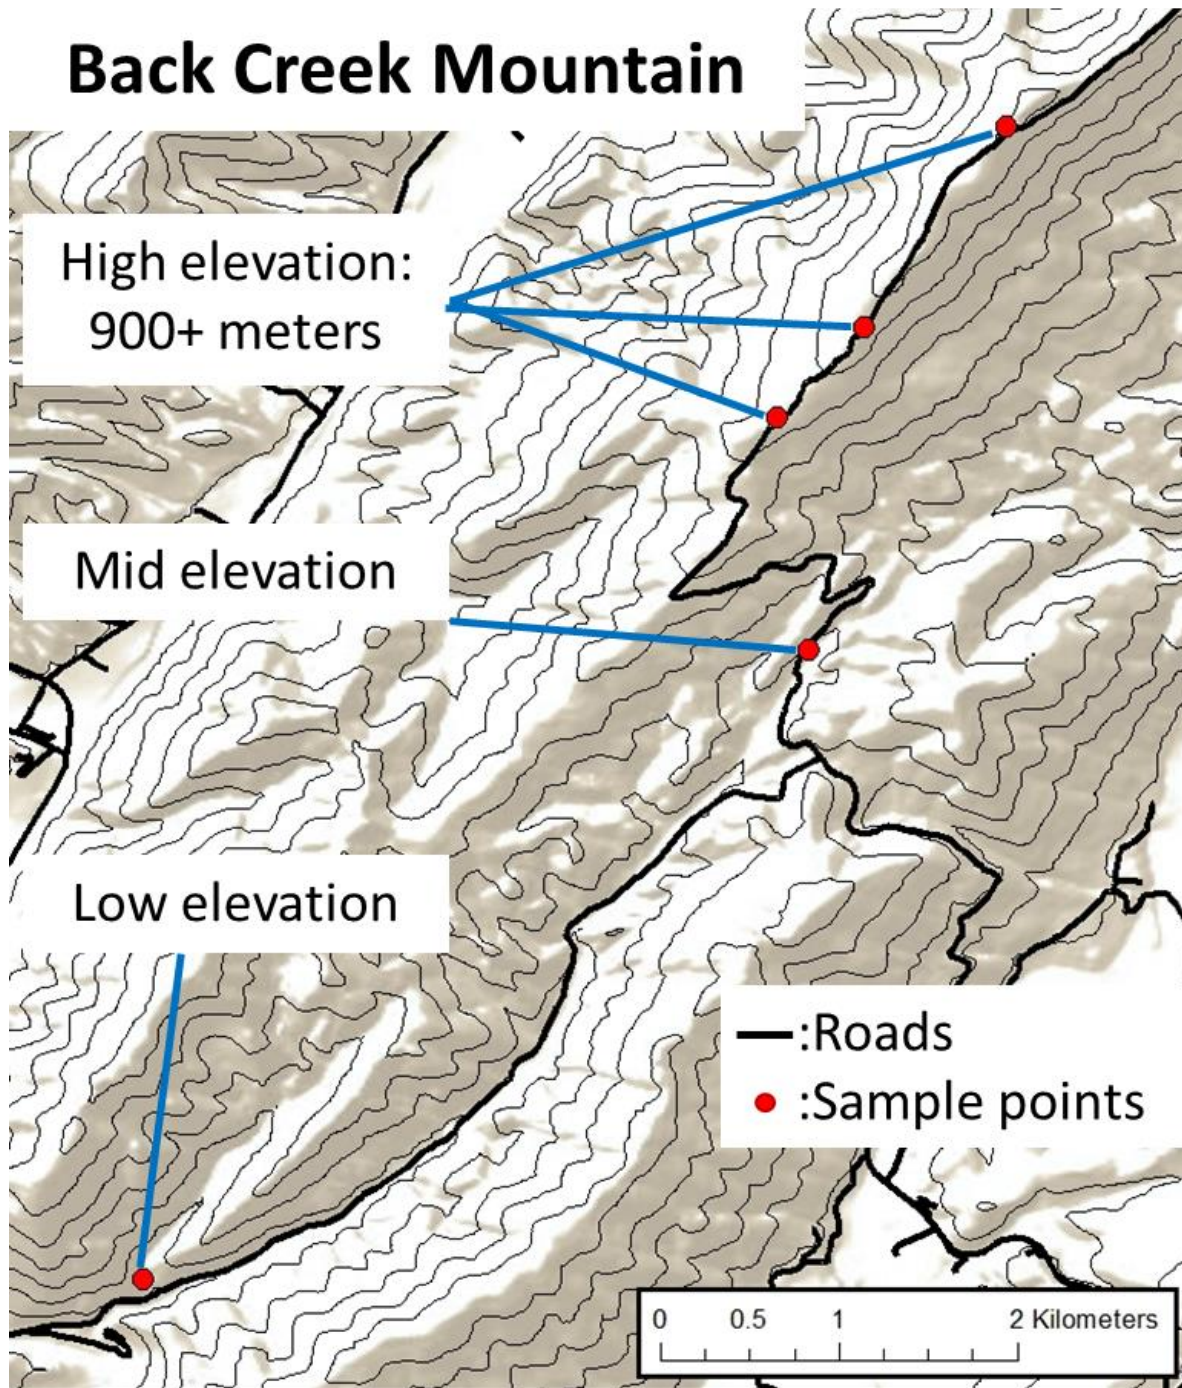 Back Creek Mountain
High elevation:
900+ meters
Mid elevation
Low elevation
:Roads
:Sample points
0 0.5 1 2 Kilometers